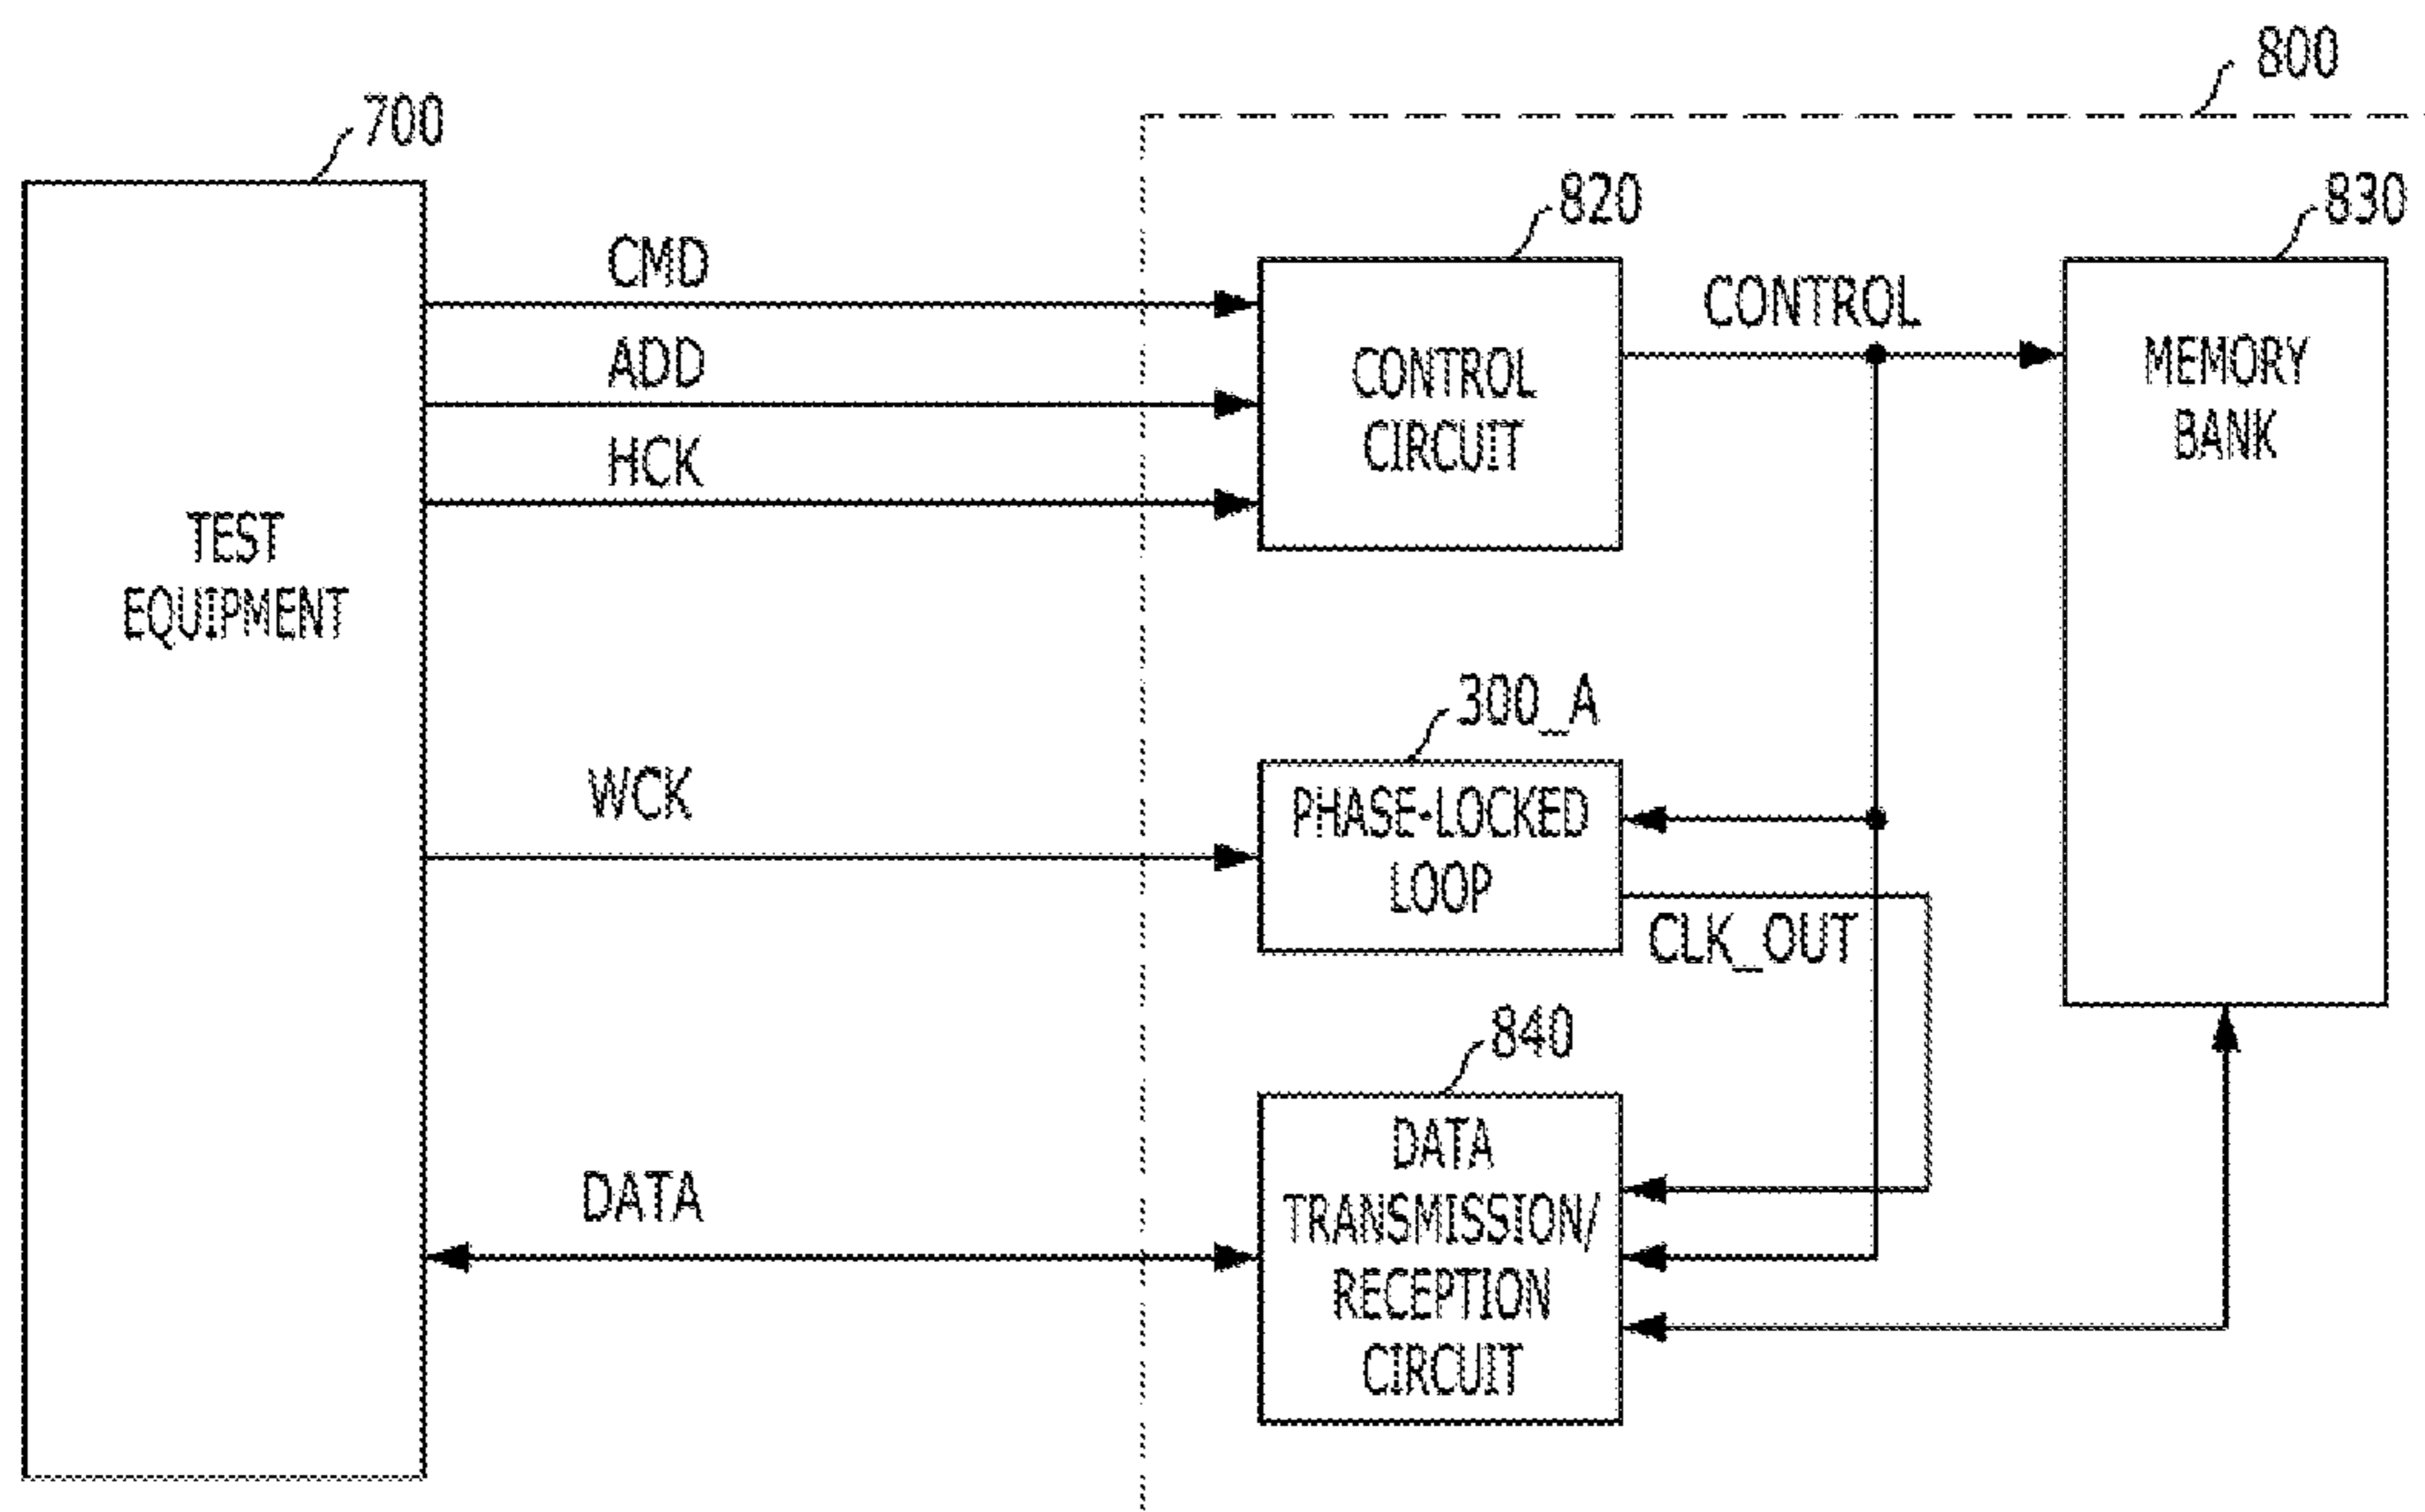 800
700
820
830
CMD
CONTROL
ADD
CONTROL
CIRCUIT
MEMORY
BANK
HCK
TEST
EQUIPMENT
300_A
WCK
PHASE-LOCKED
LOOP
CLK_OUT
840
DATA
DATA
TRANSMISSION/
RECEPTION
CIRCUIT